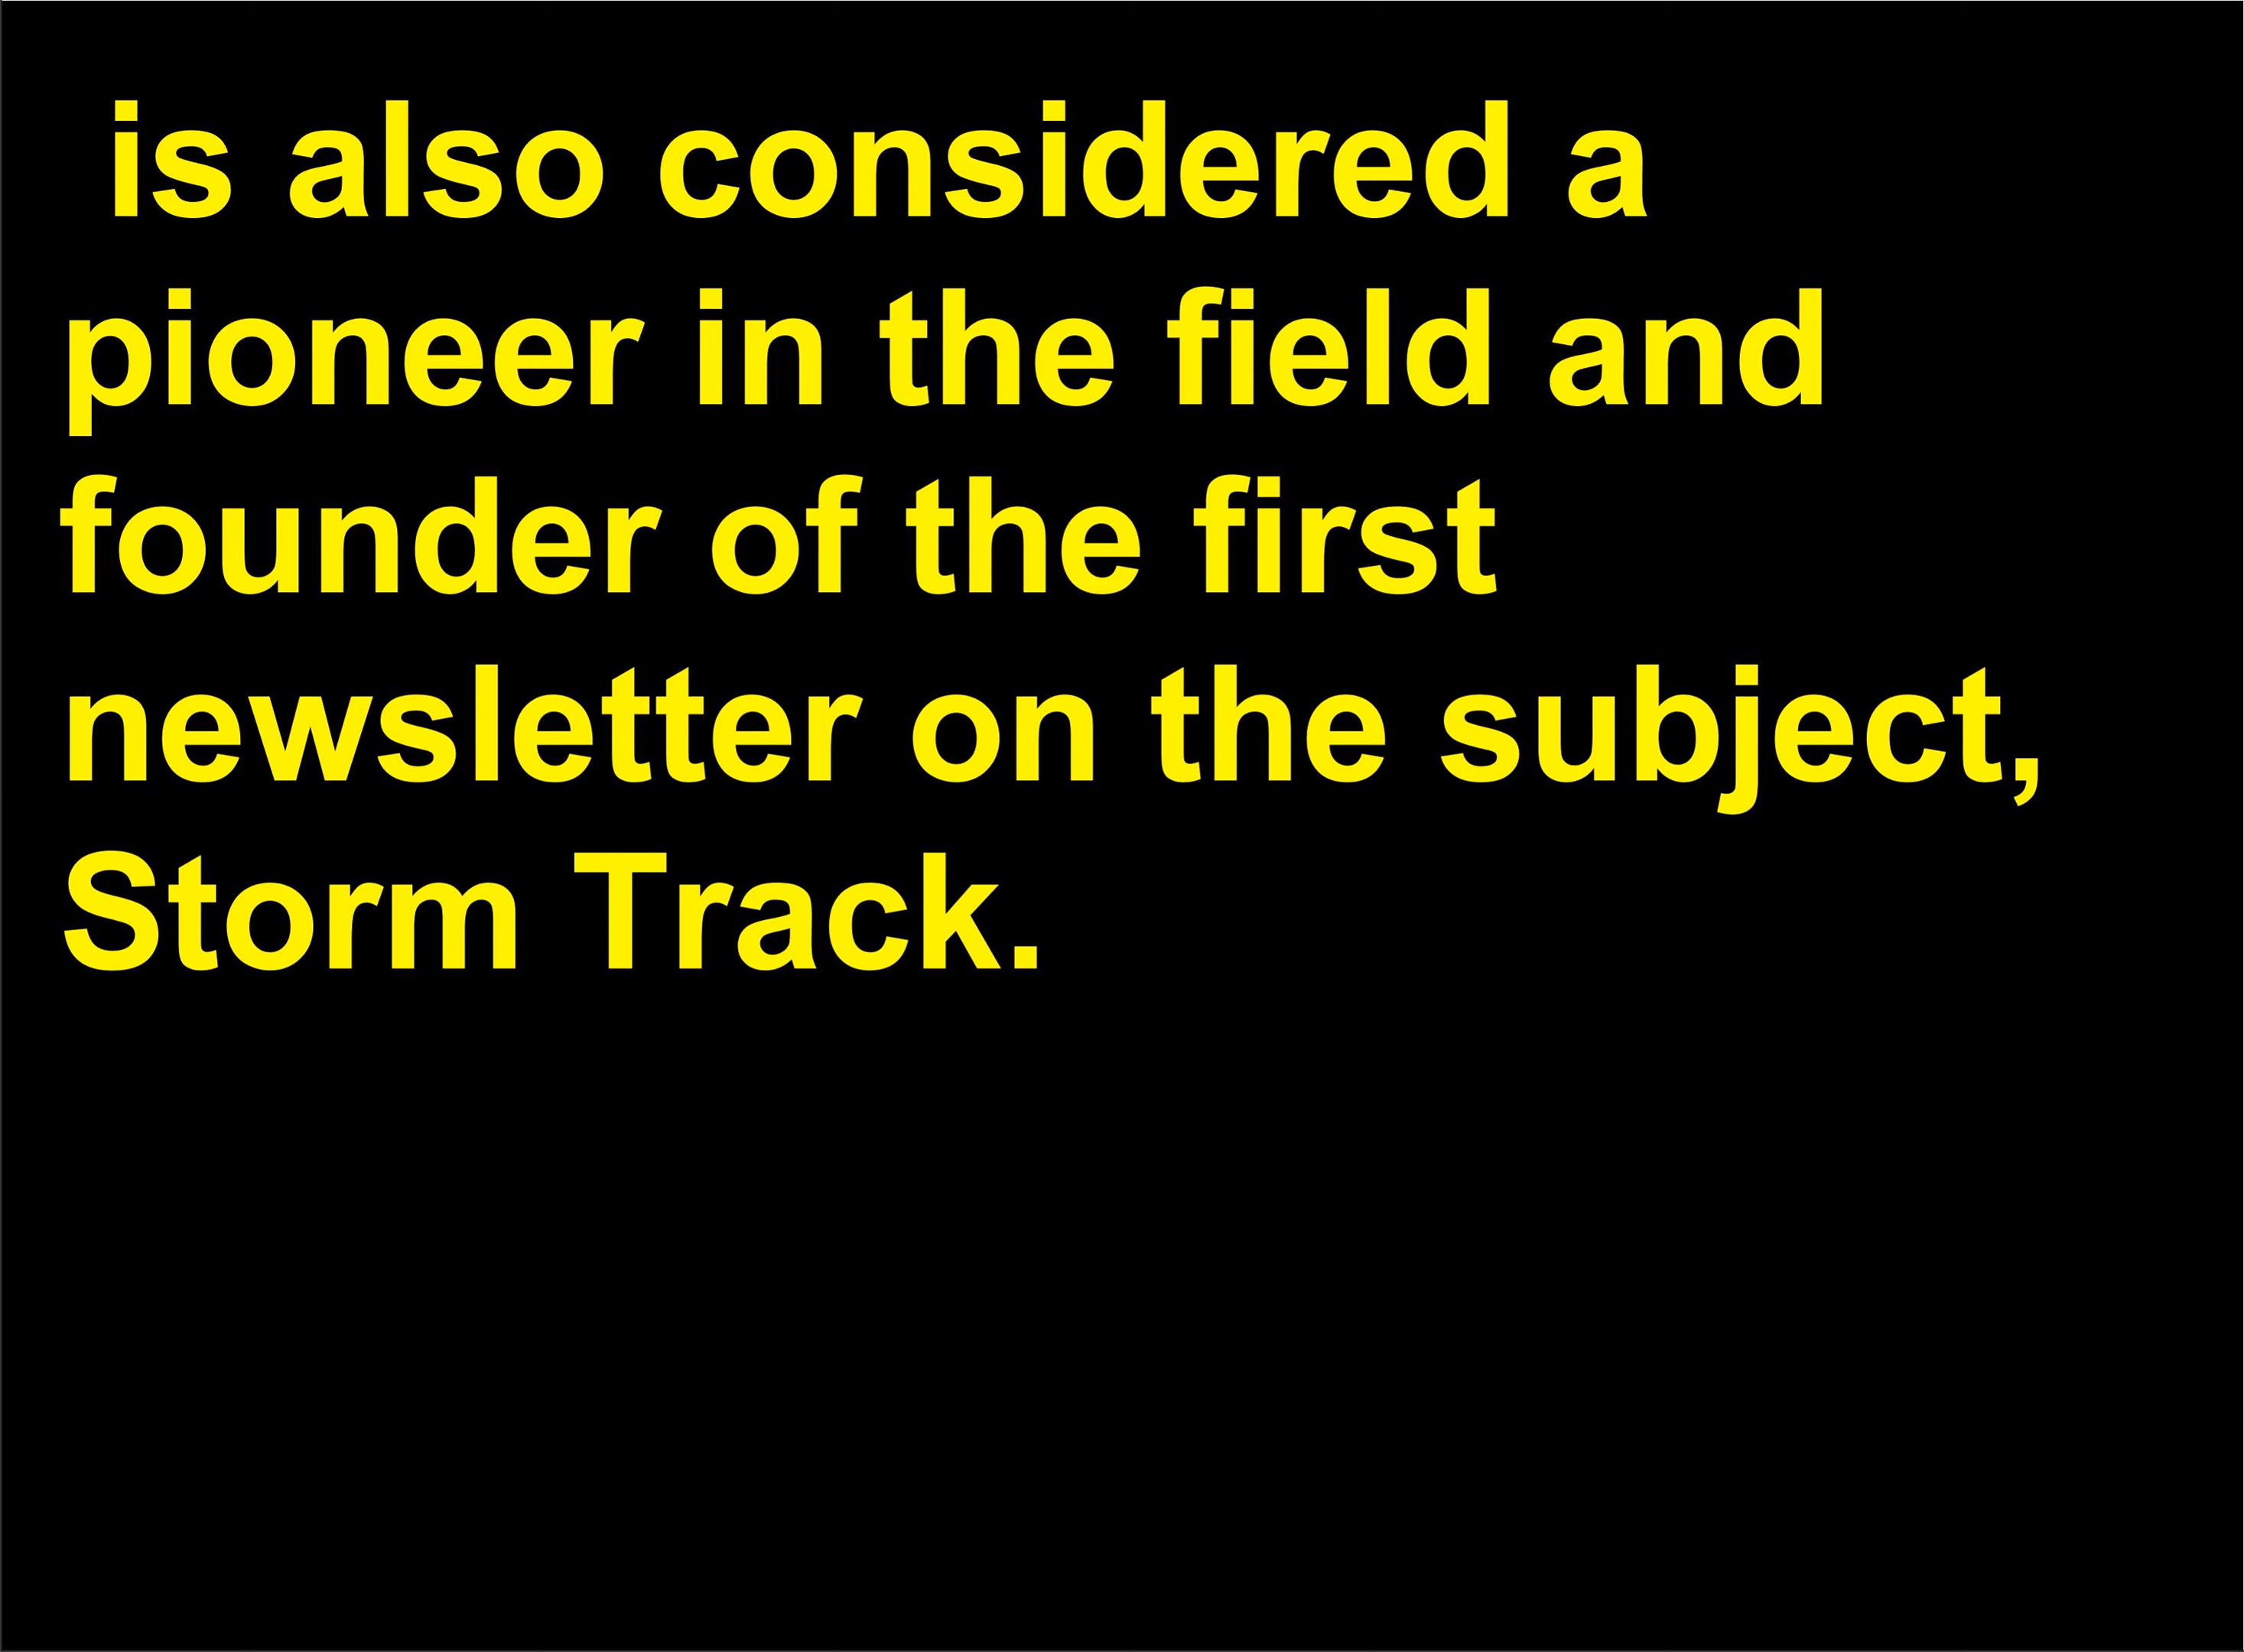 is also considered a
pioneer in the field and
founder of the first
newsletter on the subject,
Storm Track.